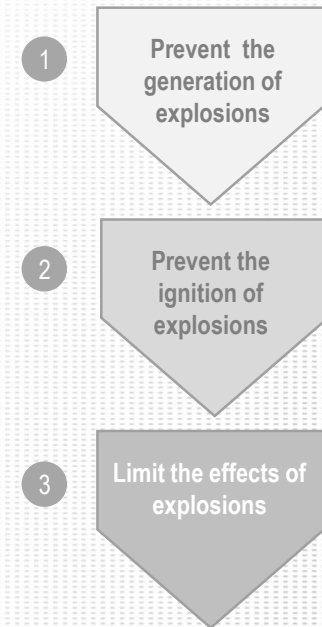 1
Prevent the
generation of
explosions
2
Prevent the
ignition of
explosions
3
Limit the effects of
explosions